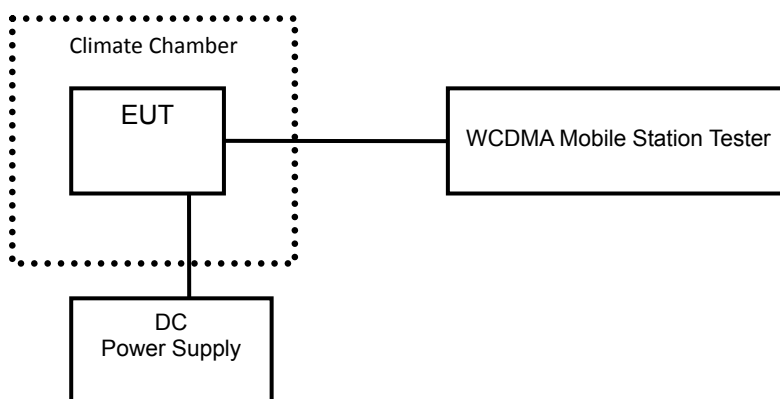 Climate Chamber
EUT
WCDMA Mobile Station Tester
DC
Power Supply